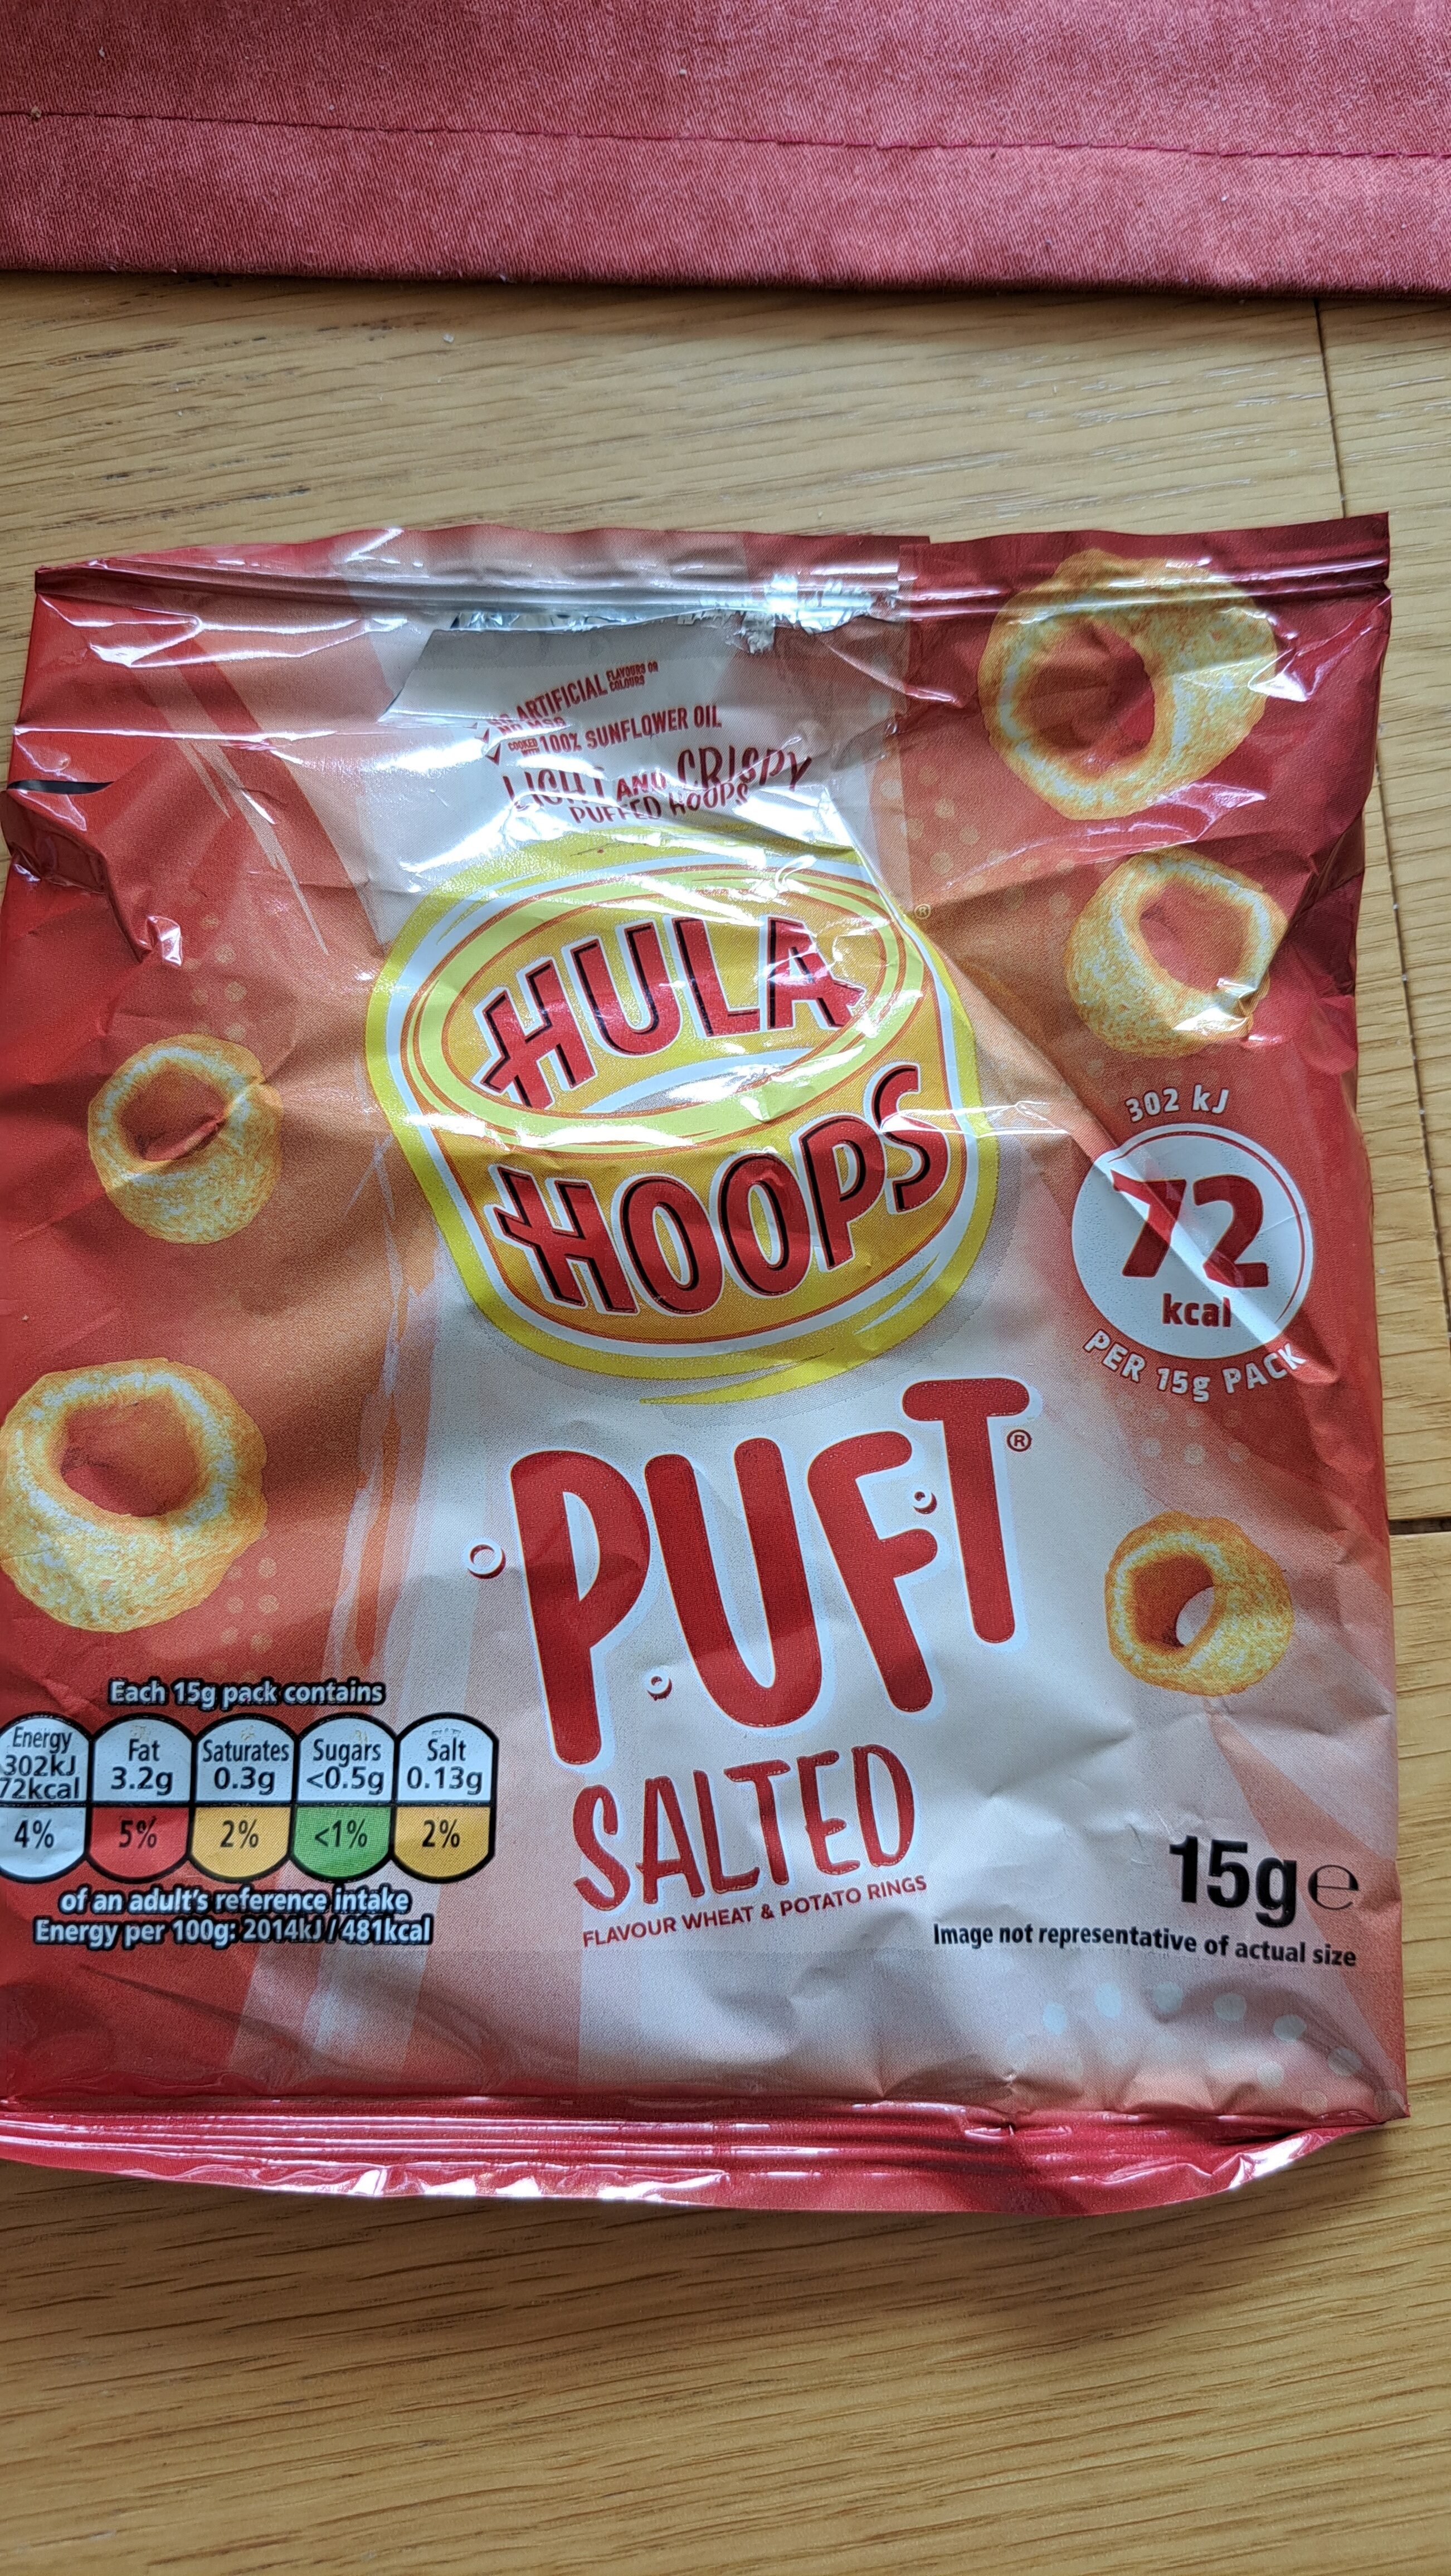 ARTIFICIAL FLAVOURS OR COLOURS
NO MSG
COOKED WITH 100% SUNFLOWER OIL
LIGHT AND CRISPY
PUFFED HOOPS
HULA
®
HOOPS
302 kJ
72
kcal
PER 15g PACK
PUFT®
SALTED
FLAVOUR WHEAT & POTATO RINGS
Each 15g pack contains
Energy 302kJ 72kcal 4%
Fat 3.2g 5%
Saturates 0.3g 2%
Sugars <0.5g <1%
Salt 0.13g 2%
of an adult's reference intake
Energy per 100g: 2014kJ / 481kcal
15g e
Image not representative of actual size